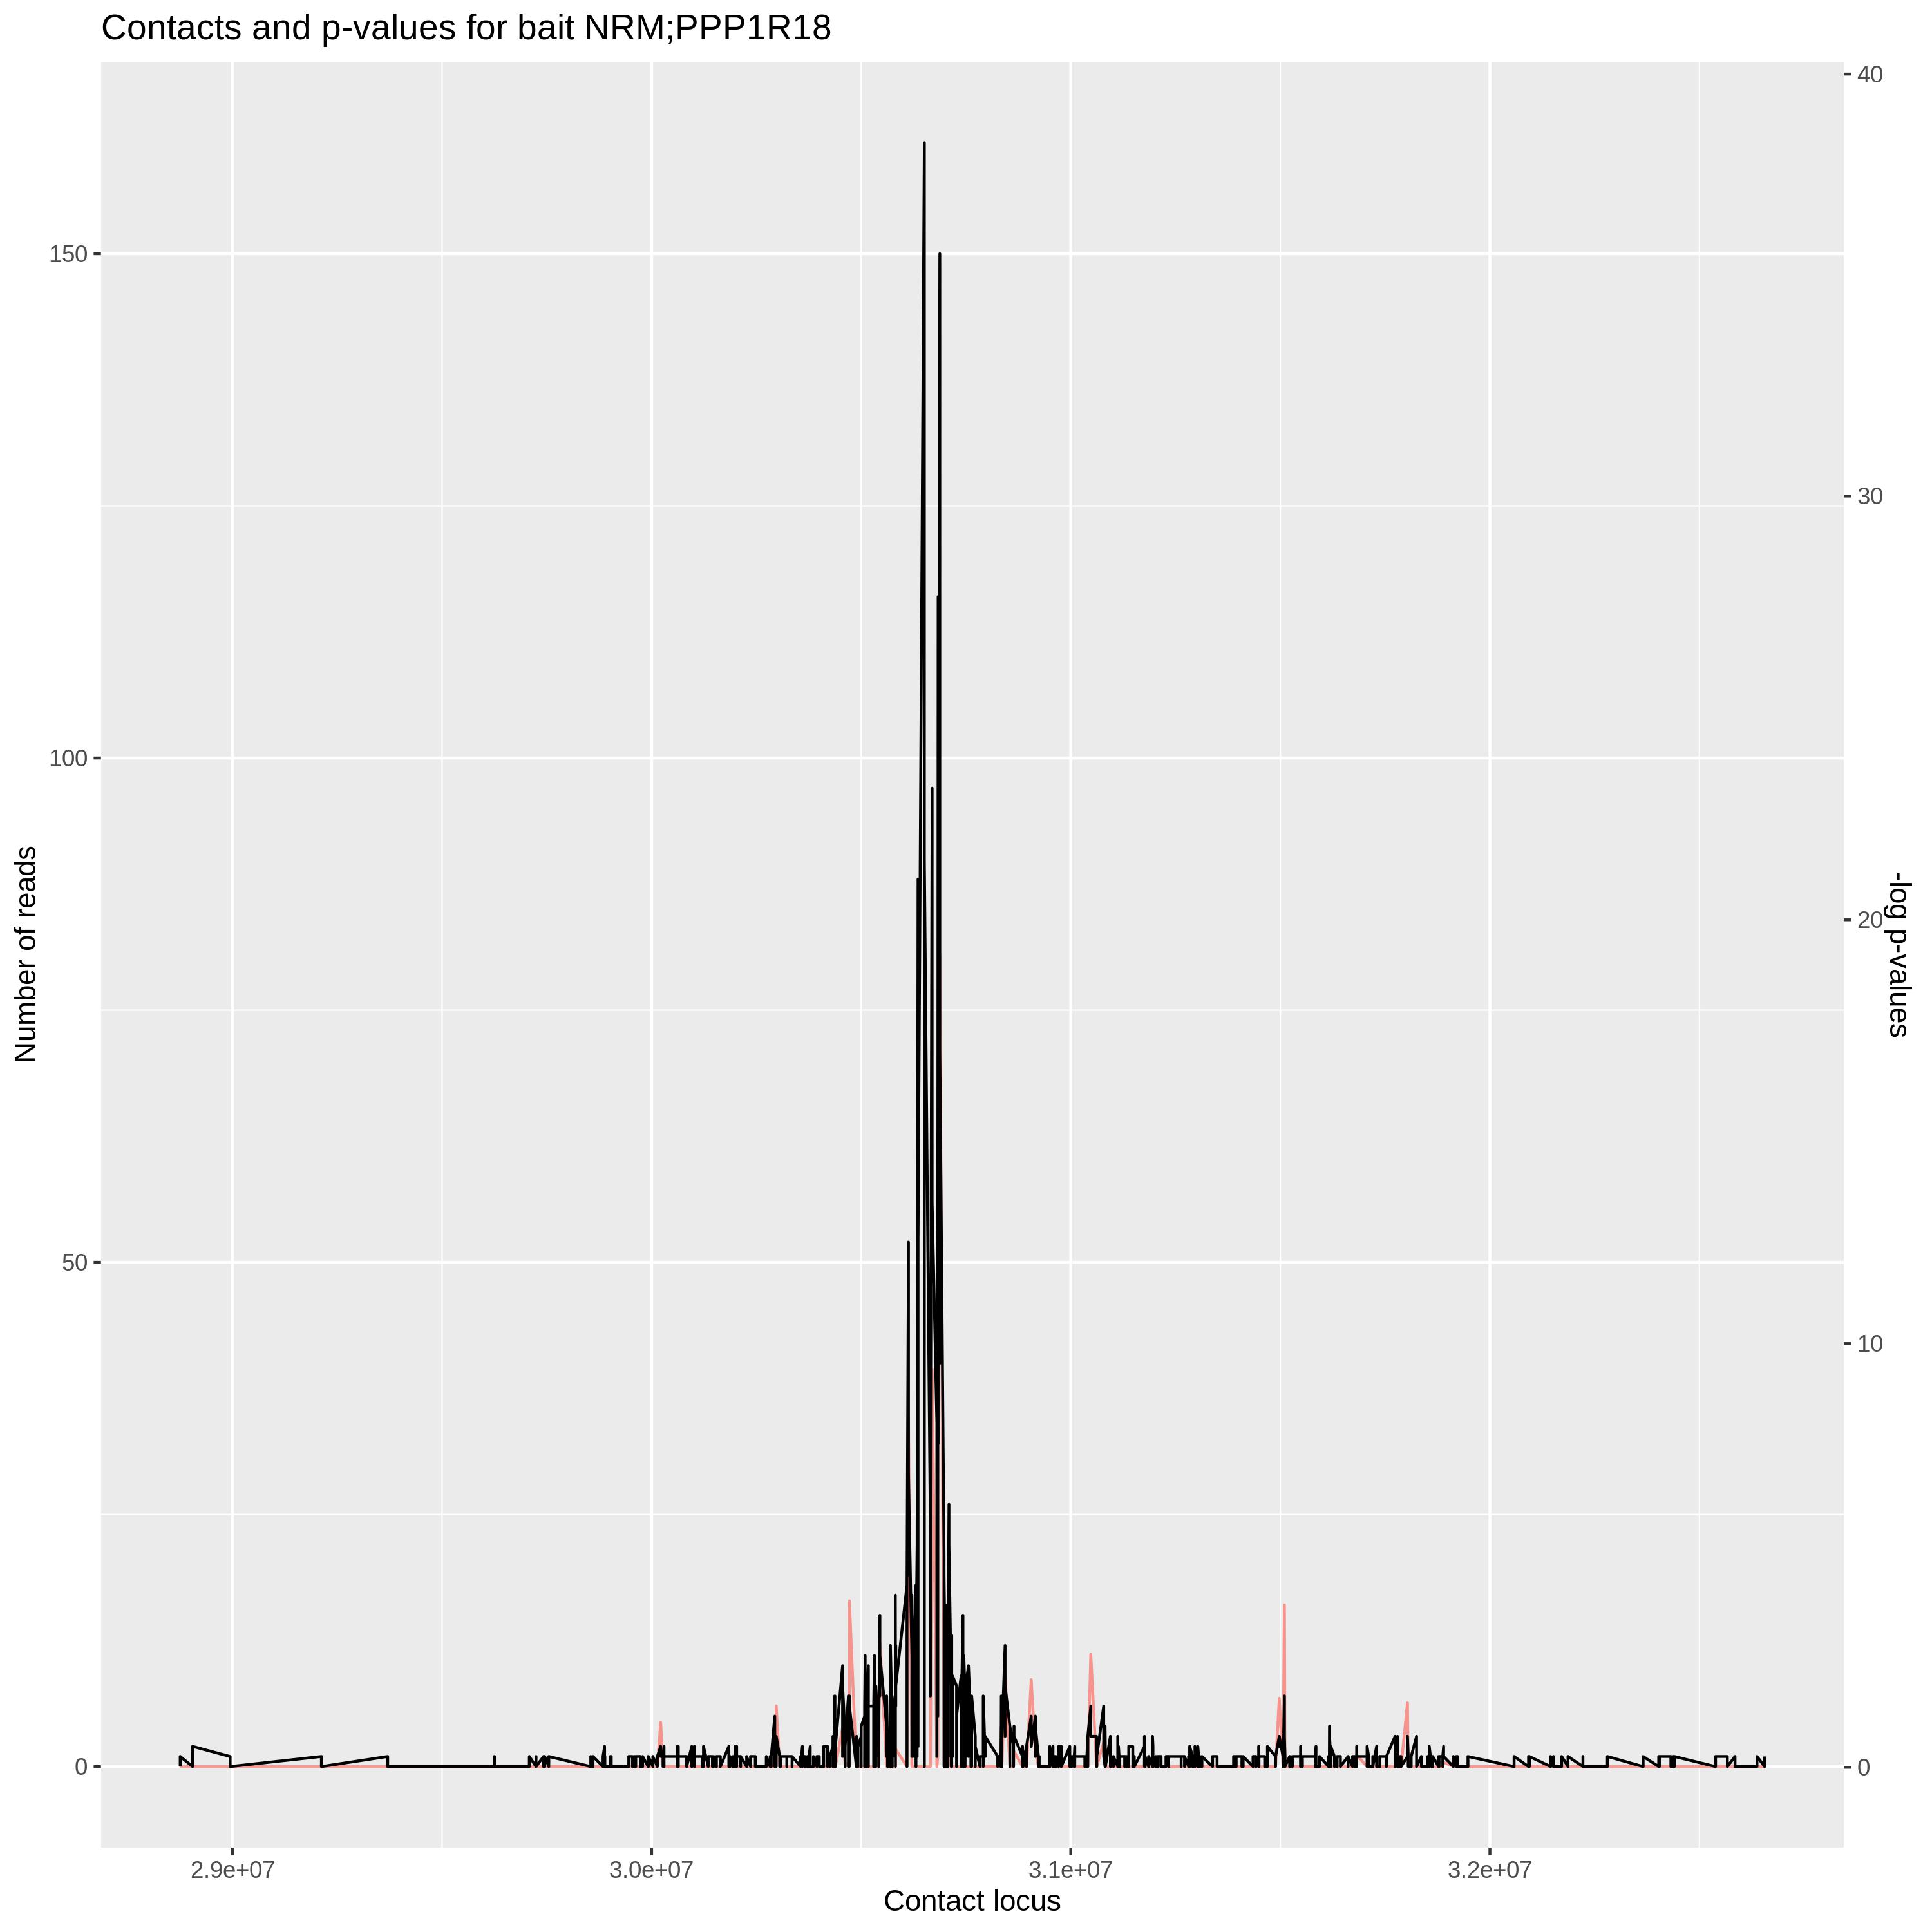 Contacts and p-values for bait NRM;PPP1R18
Number of reads
150
100
50
0
40
30
20
10
0
-log p-values
2.9e+07
3.0e+07
3.1e+07
3.2e+07
Contact locus